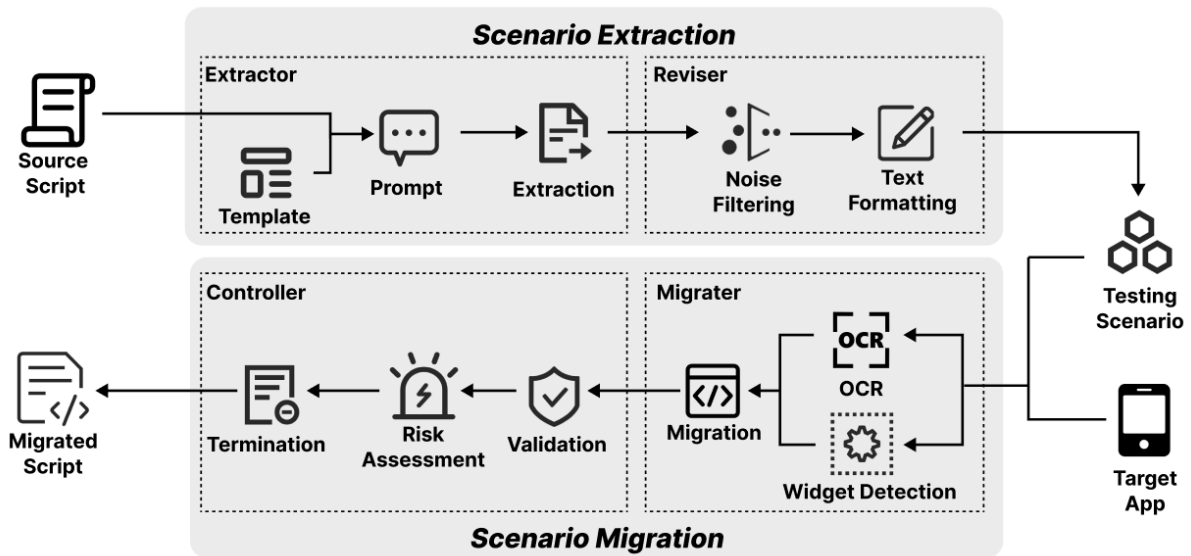 Scenario Extraction
Extractor
Reviser
Source
Script
Template
Prompt
Extraction
Noise
Filtering
Text
Formatting
Testing
Scenario
Controller
Migrater
OCR
OCR
Migrated
Script
Termination
Risk
Assessment
Validation
</>
Migration
Widget Detection
Target
App
Scenario Migration